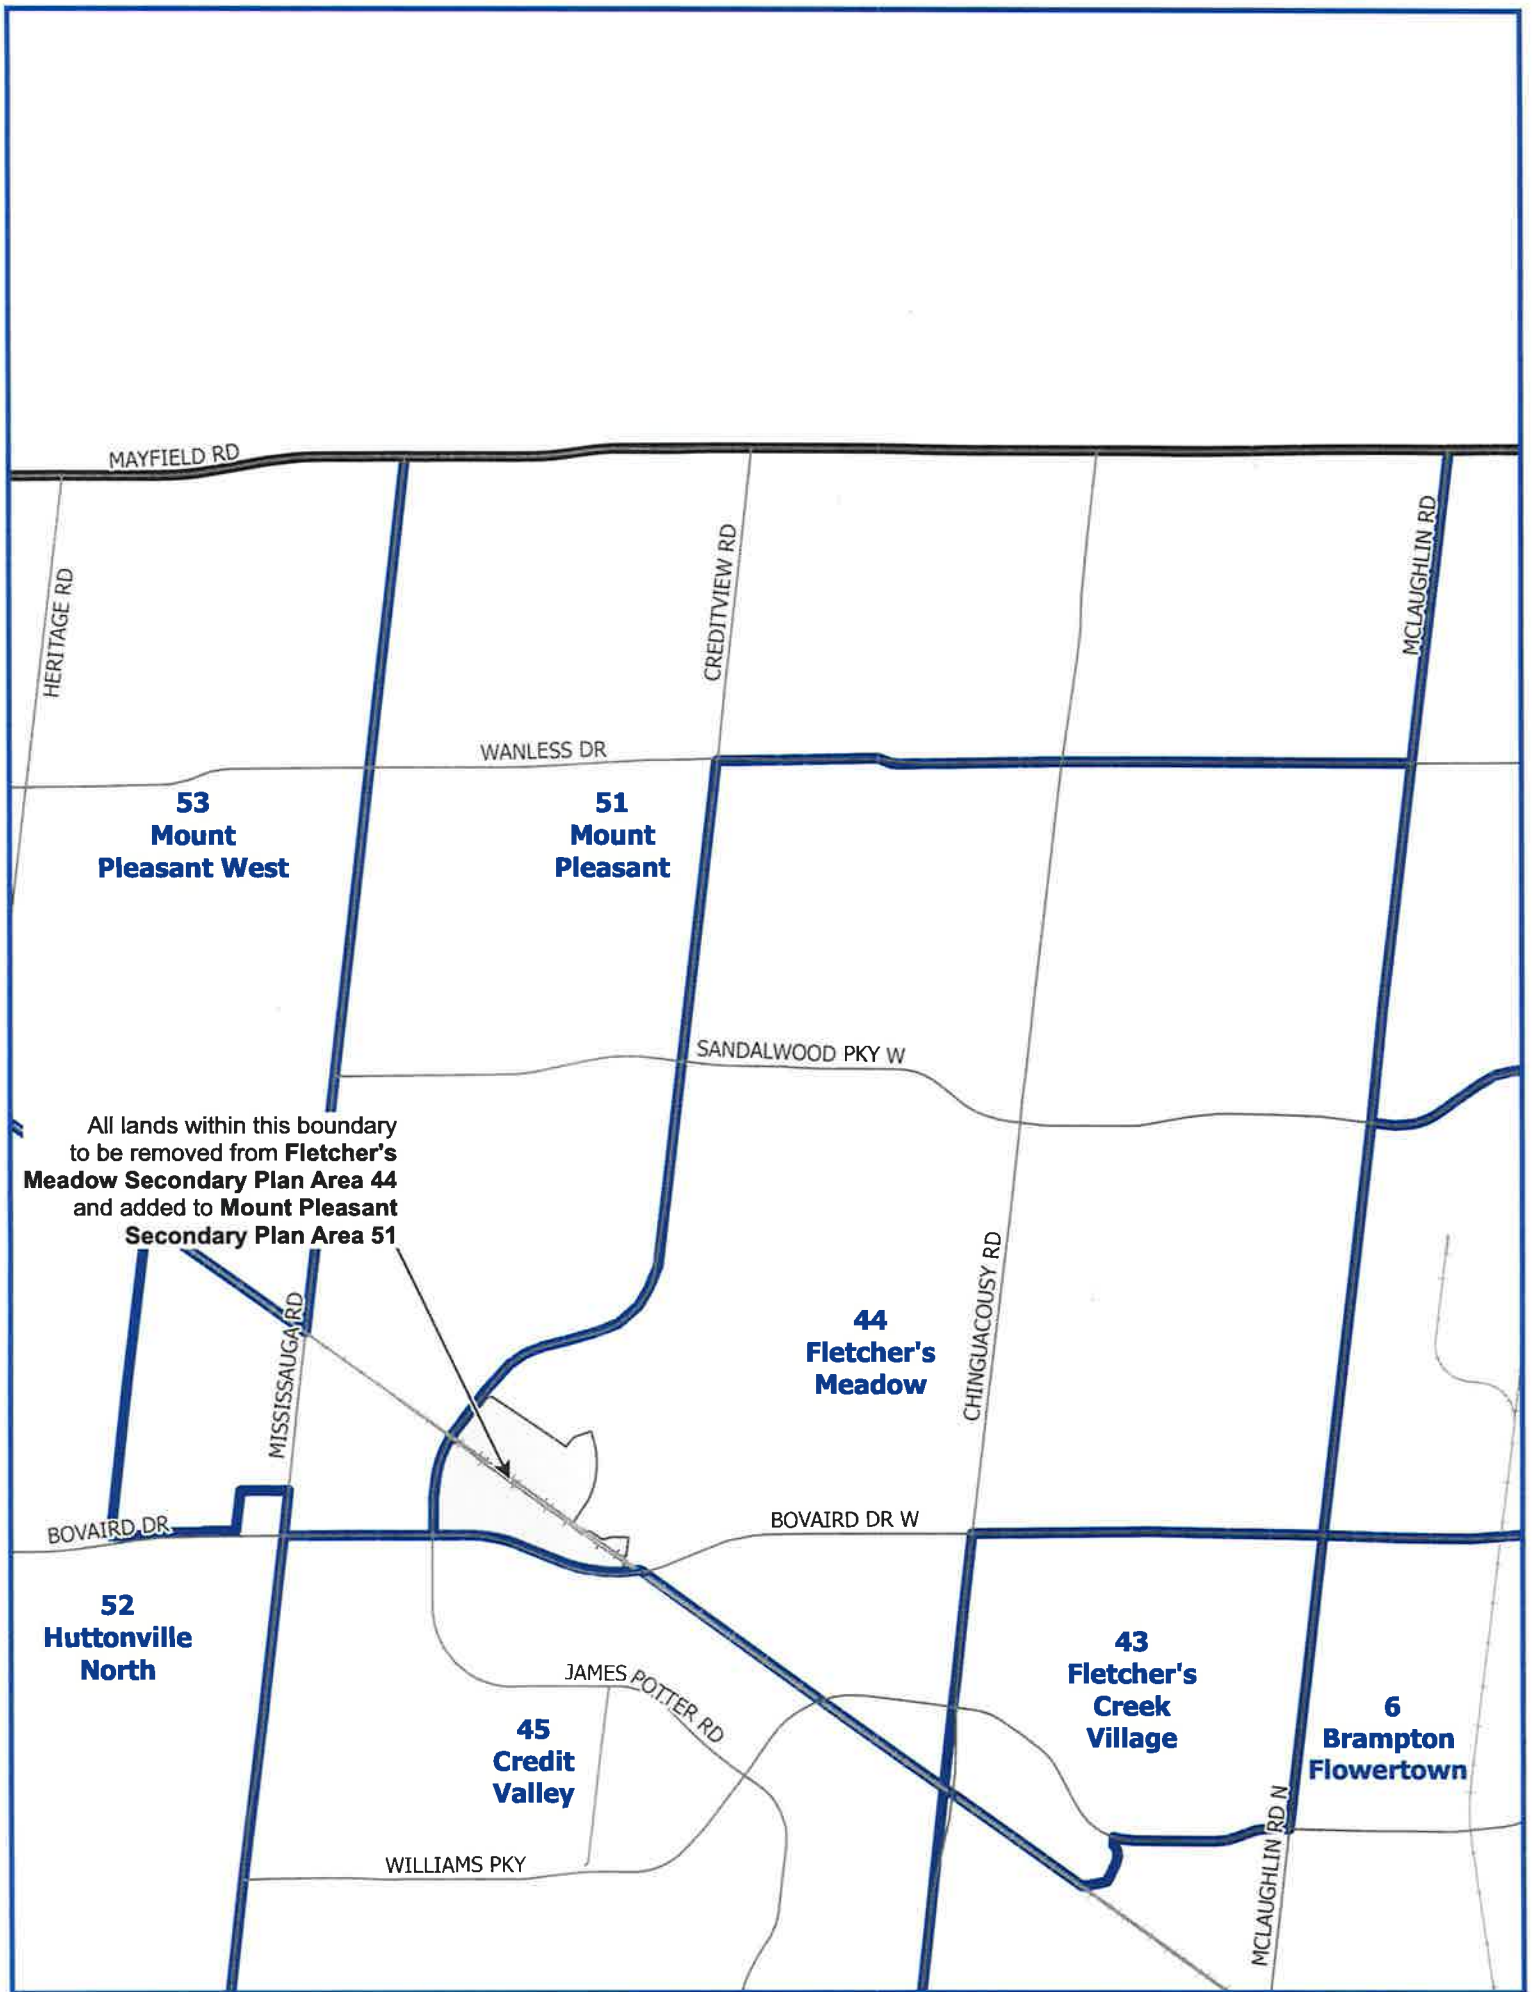 MAYFIELD RD
HERITAGE RD
CREDITVIEW RD
MCLAUGHLIN RD
WANLESS DR
53
Mount
Pleasant West
51
Mount
Pleasant
SANDALWOOD PKY W
All lands within this boundary
to be removed from Fletcher's
Meadow Secondary Plan Area 44
and added to Mount Pleasant
Secondary Plan Area 51
MISSISSAUGA RD
CHINGUACOUSY RD
44
Fletcher's
Meadow
BOVAIRD DR
BOVAIRD DR W
52
Huttonville
North
JAMES POTTER RD
45
Credit
Valley
43
Fletcher's
Creek
Village
6
Brampton
Flowertown
WILLIAMS PKY
MCLAUGHLIN RD N